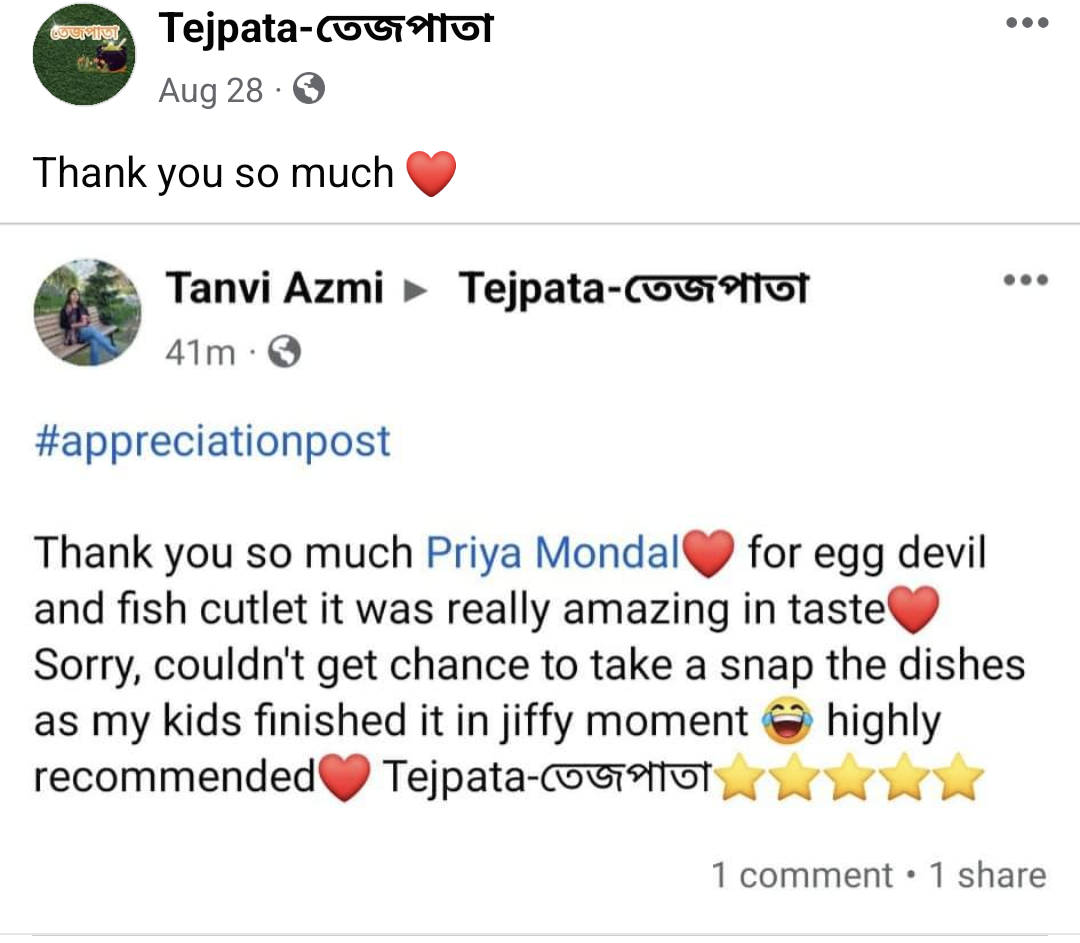 তেজপাতা
Tejpata-তেজপাতা
Aug 28 ·
Thank you so much ❤️
Tanvi Azmi ▶ Tejpata-তেজপাতা
41m ·
#appreciationpost
Thank you so much Priya Mondal❤️ for egg devil
and fish cutlet it was really amazing in taste❤️
Sorry, couldn't get chance to take a snap the dishes
as my kids finished it in jiffy moment 😂 highly
recommended❤️ Tejpata-তেজপাতা⭐⭐⭐⭐⭐
1 comment • 1 share